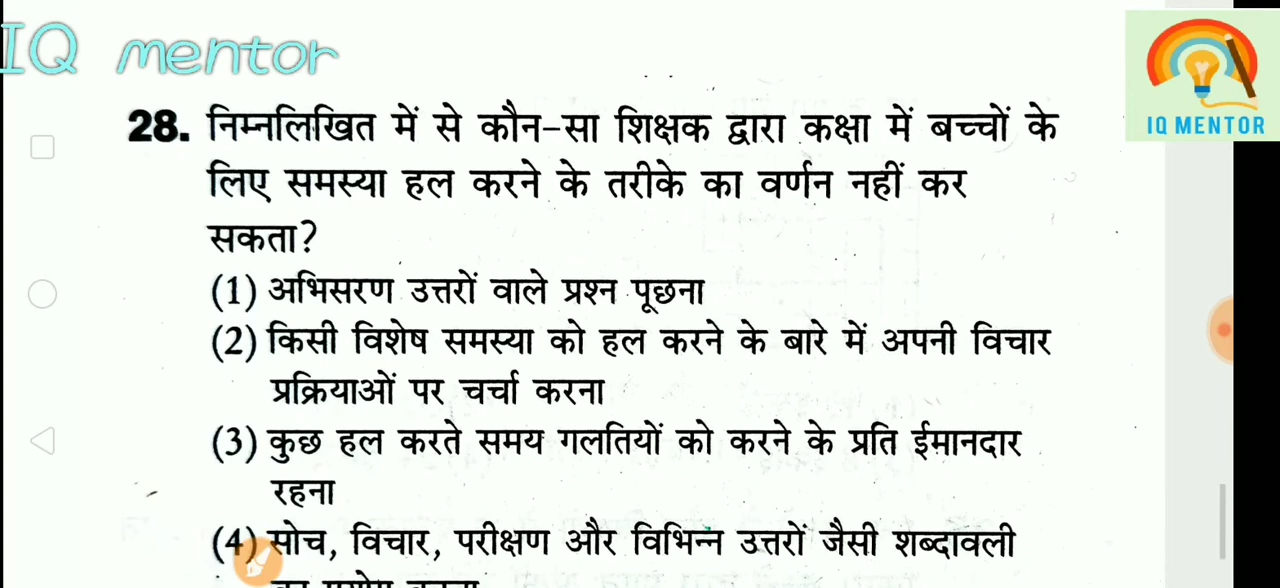 IQ mentor
IQ MENTOR
28. निम्नलिखित में से कौन-सा शिक्षक द्वारा कक्षा में बच्चों के
लिए समस्या हल करने के तरीके का वर्णन नहीं कर
सकता?
(1) अभिसरण उत्तरों वाले प्रश्न पूछना
(2) किसी विशेष समस्या को हल करने के बारे में अपनी विचार
प्रक्रियाओं पर चर्चा करना
(3) कुछ हल करते समय गलतियों को करने के प्रति ईमानदार
रहना
(4) सोच, विचार, परीक्षण और विभिन्न उत्तरों जैसी शब्दावली